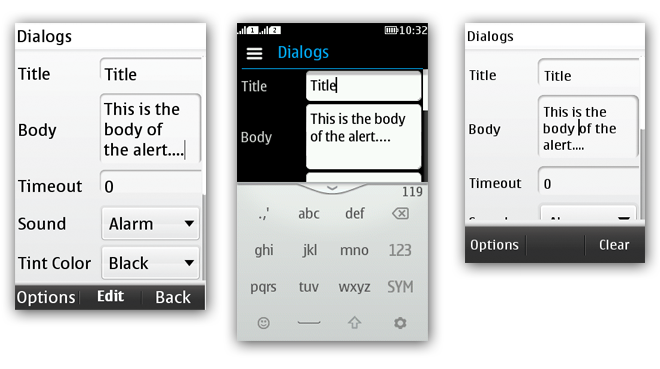 Dialogs
Title
Title
Body
This is the
body of
the alert....
Timeout
0
Sound
Alarm
Tint Color
Black
Options
Edit
Back
1
2
10:32
Dialogs
Title
Title
Body
This is the body
of the alert....
119
.,' abc def
ghi jkl mno 123
pqrs tuv wxyz SYM
Dialogs
Title
Title
Body
This is the
body of the
alert....
Timeout
0
Options
Clear